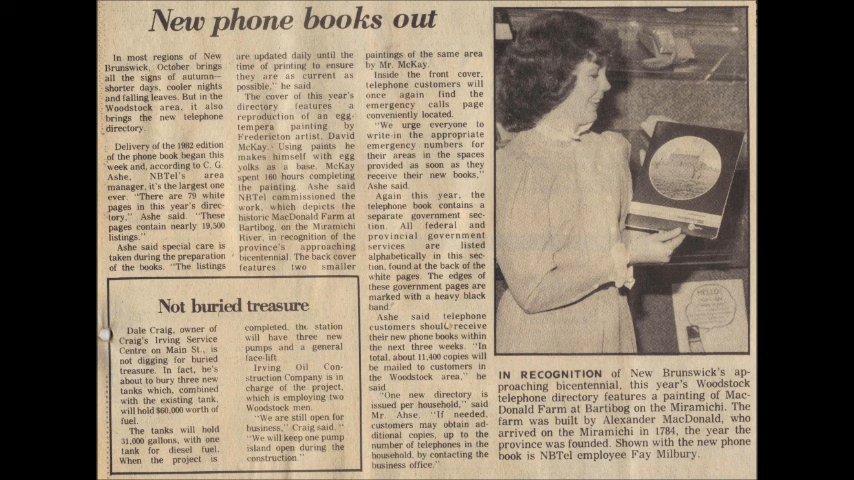 New phone books out
In most regions of New
Brunswick, October brings
all the signs of autumn—
shorter days, cooler nights
and falling leaves. But in the
Woodstock area, it also
brings the new telephone
directory.
Delivery of the 1982 edition
of the phone book began this
week and, according to C. G.
Ashe, NBTel's area
manager, it's the largest one
ever. "There are 79 white
pages in this year's direc-
tory." Ashe said. "These
pages contain nearly 19,500
listings."
Ashe said special care is
taken during the preparation
of the books. "The listings
are updated daily until the
time of printing to ensure
they are as current as
possible," he said.
The cover of this year's
directory features a
reproduction of an egg-
tempera painting by
Fredericton artist, David
McKay. Using paints he
makes himself with egg
yolks as a base. McKay
spent 160 hours completing
the painting Ashe said
NBTel commissioned the
work, which depicts the
historic MacDonald Farm at
Bartibog, on the Miramichi
River, in recognition of the
province's approaching
bicentennial. The back cover
features two smaller
paintings of the same area
by Mr. McKay.
Inside the front cover,
telephone customers will
once again find the
emergency calls page
conveniently located.
"We urge everyone to
write-in the appropriate
emergency numbers for
their areas in the spaces
provided as soon as they
receive their new books,"
Ashe said.
Again this year, the
telephone book contains a
separate government sec-
tion. All federal and
provincial government
services are listed
alphabetically in this sec-
tion, found at the back of the
white pages. The edges of
these government pages are
marked with a heavy black
band.
Ashe said telephone
customers should receive
their new phone books within
the next three weeks. "In
total, about 11,400 copies will
be mailed to customers in
the Woodstock area," he
said.
"One new directory is
issued per household," said
Mr. Ahse. "If needed,
customers may obtain ad-
ditional copies, up to the
number of telephones in the
household, by contacting the
business office."
Not buried treasure
Dale Craig, owner of
Craig's Irving Service
Centre on Main St., is
not digging for buried
treasure. In fact, he's
about to bury three new
tanks which, combined
with the existing tank,
will hold $60,000 worth of
fuel.
The tanks will hold
31,000 gallons, with one
tank for diesel fuel.
When the project is
completed, the station
will have three new
pumps and a general
face-lift.
Irving Oil Con-
struction Company is in
charge of the project,
which is employing two
Woodstock men.
"We are still open for
business," Craig said. "
"We will keep one pump
island open during the
construction."
HELLO
IN RECOGNITION of New Brunswick's ap-
proaching bicentennial, this year's Woodstock
telephone directory features a painting of Mac-
Donald Farm at Bartibog on the Miramichi. The
farm was built by Alexander MacDonald, who
arrived on the Miramichi in 1784, the year the
province was founded. Shown with the new phone
book is NBTel employee Fay Milbury.